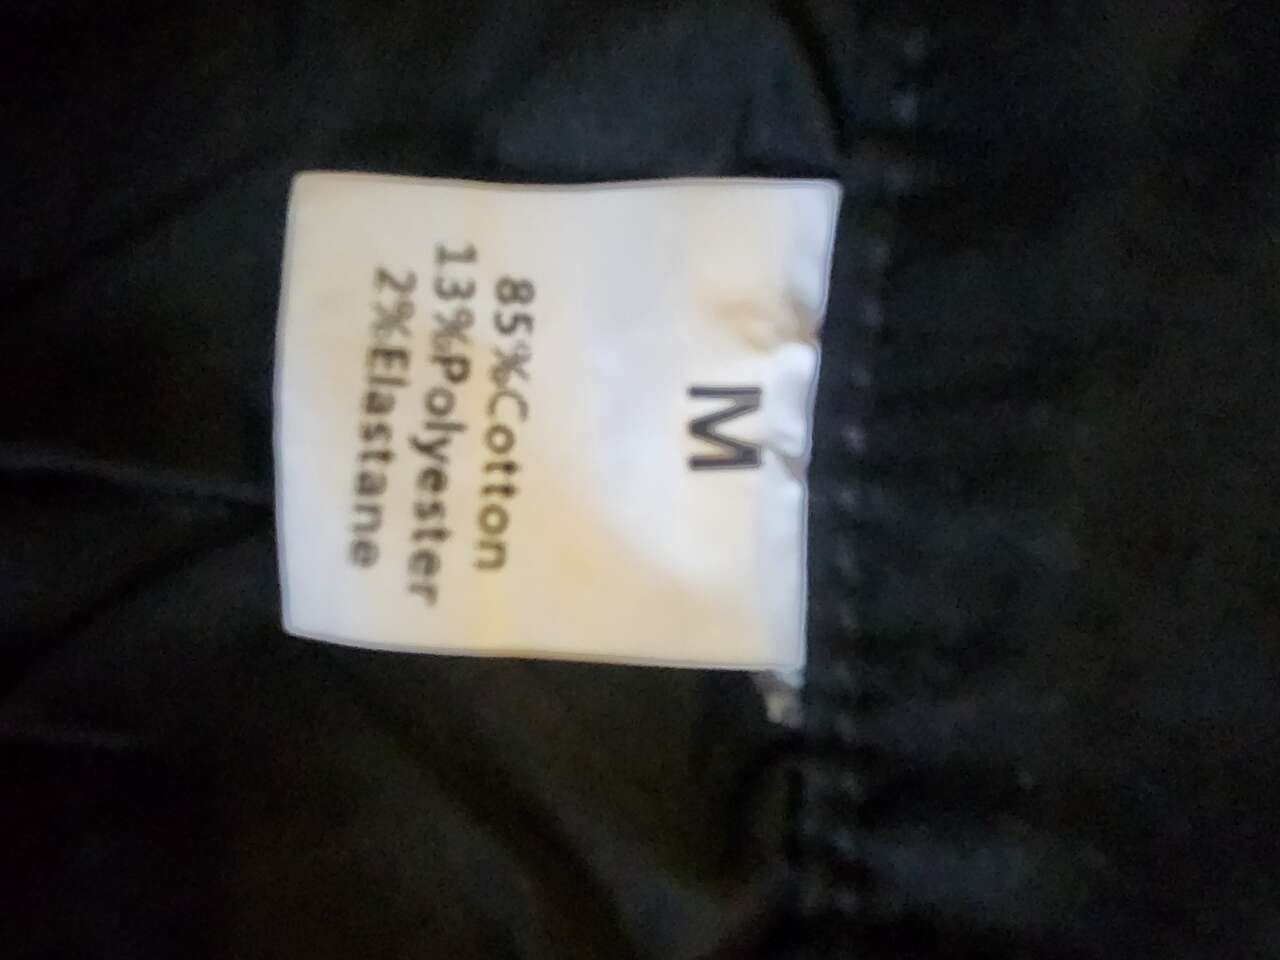 M
85%Cotton
13%Polyester
2%Elastane